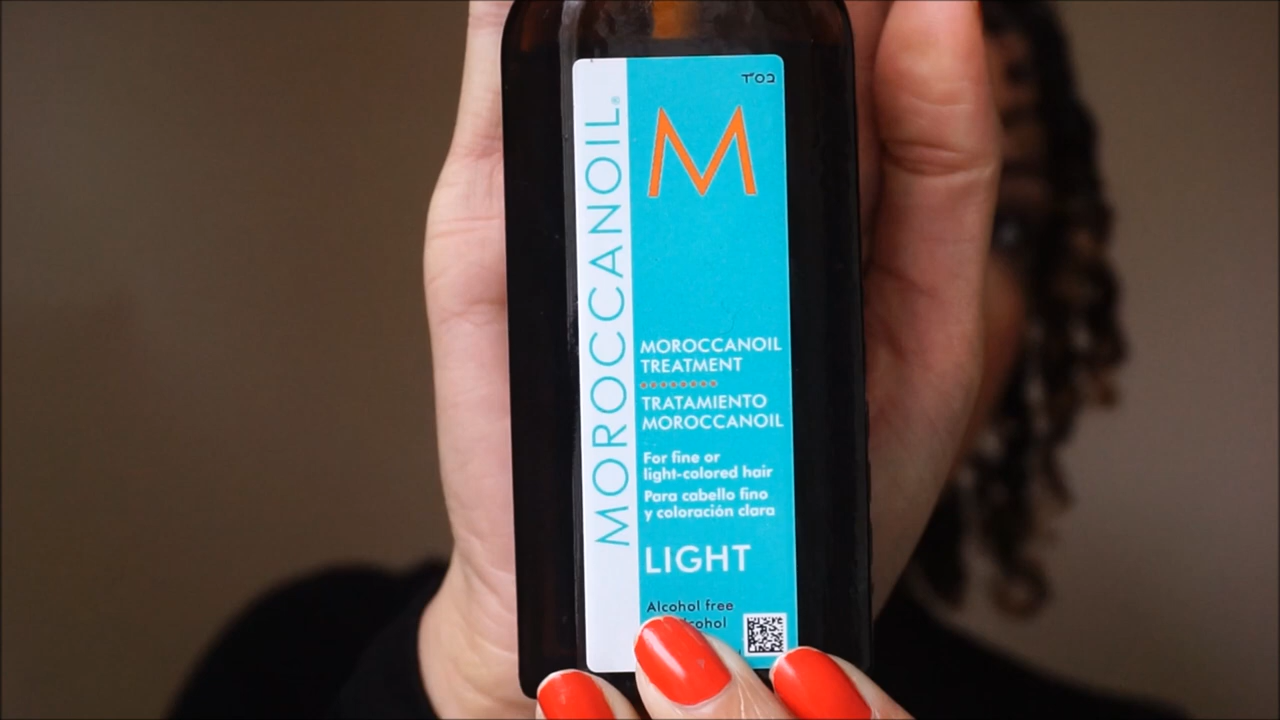 MOROCCANOIL®
M
MOROCCANOIL
TREATMENT
TRATAMIENTO
MOROCCANOIL
For fine or
light-colored hair
Para cabello fino
y coloración clara
LIGHT
Alcohol free